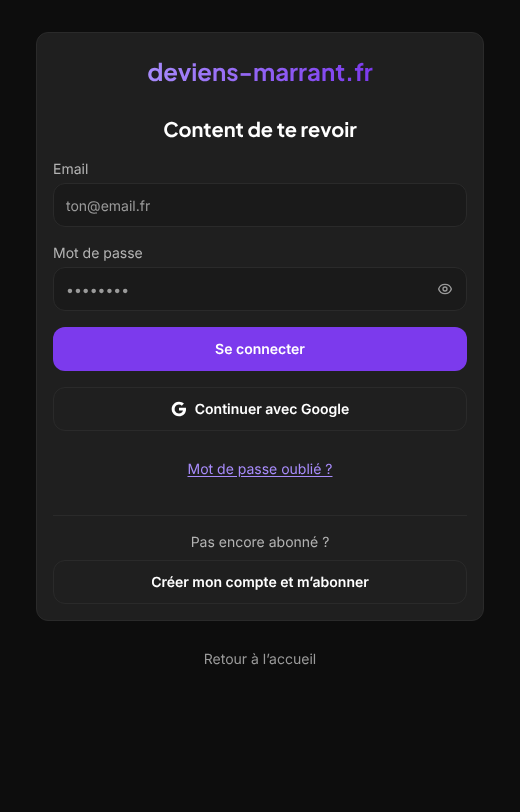 deviens-marrant.fr
Content de te revoir
Email
ton@email.fr
Mot de passe
••••••••
Se connecter
Continuer avec Google
Mot de passe oublié ?
Pas encore abonné ?
Créer mon compte et m’abonner
Retour à l’accueil